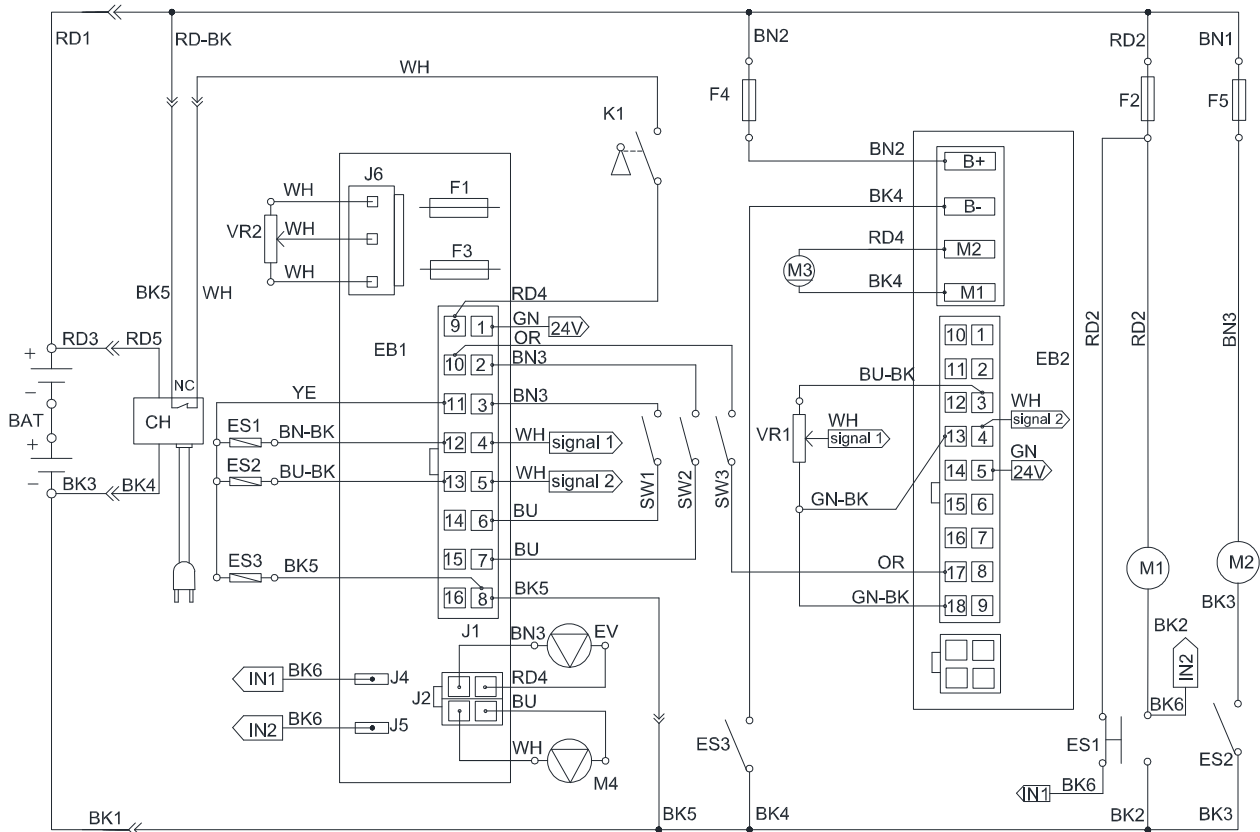 RD1
RD-BK
BN2
RD2
BN1
WH
F4
F2
F5
K1
J6
F1
WH
BN2
B+
VR2
WH
BK4
B-
F3
RD4
M2
WH
M3
BK5
WH
RD4
BK4
M1
9 1
GN
24V
RD2
RD2
BN3
+
RD3
RD5
EB1
OR
10 1
10 2
BN3
EB2
11 2
−
NC
YE
11 3
BN3
BU-BK
12 3
WH
signal 2
BAT
CH
ES1
BN-BK
12 4
WH
signal 1
VR1
WH
signal 1
13 4
+
ES2
BU-BK
13 5
WH
signal 2
SW1
SW2
SW3
GN
14 5
24V
−
BK3
BK4
GN-BK
15 6
14 6
BU
16 7
15 7
BU
M1
M2
ES3
BK5
OR
17 8
16 8
BK5
GN-BK
18 9
BK3
J1
BN3
EV
BK2
IN1
BK6
J4
RD4
IN2
J2
BU
IN2
BK6
J5
BK6
WH
ES3
ES1
ES2
M4
IN1
BK6
BK1
BK5
BK4
BK2
BK3